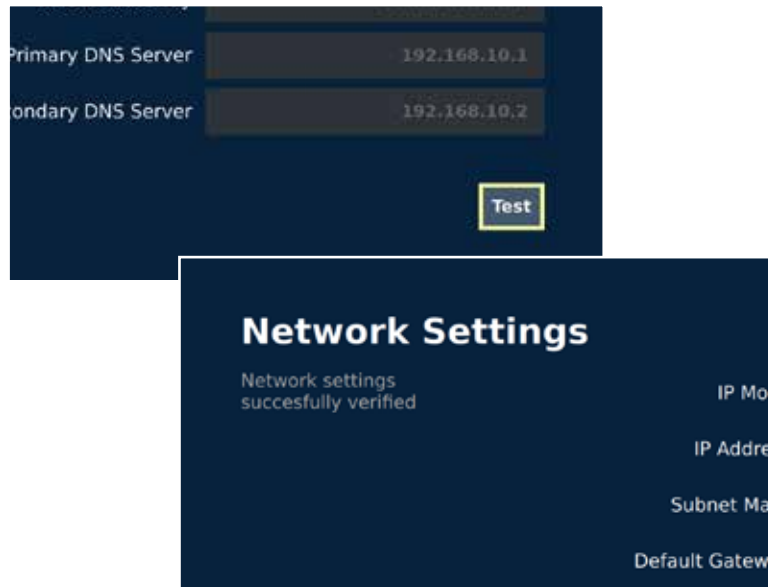 Primary DNS Server 192.168.10.1
ondary DNS Server 192.168.10.2
Test
Network Settings
Network settings
succesfully verified
IP Mo
IP Addre
Subnet Ma
Default Gatew